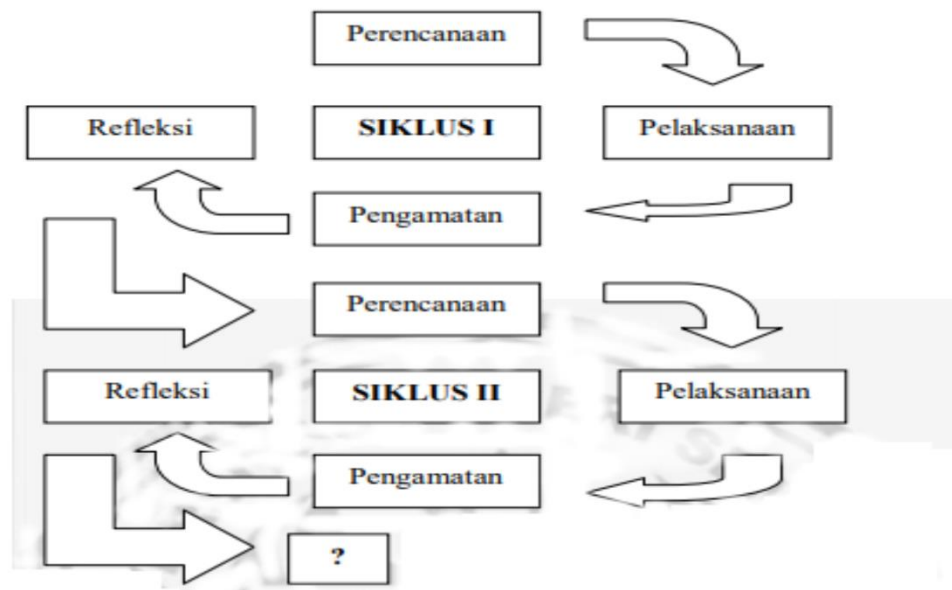 Perencanaan
Refleksi
SIKLUS I
Pelaksanaan
Pengamatan
Perencanaan
Refleksi
SIKLUS II
Pelaksanaan
Pengamatan
?